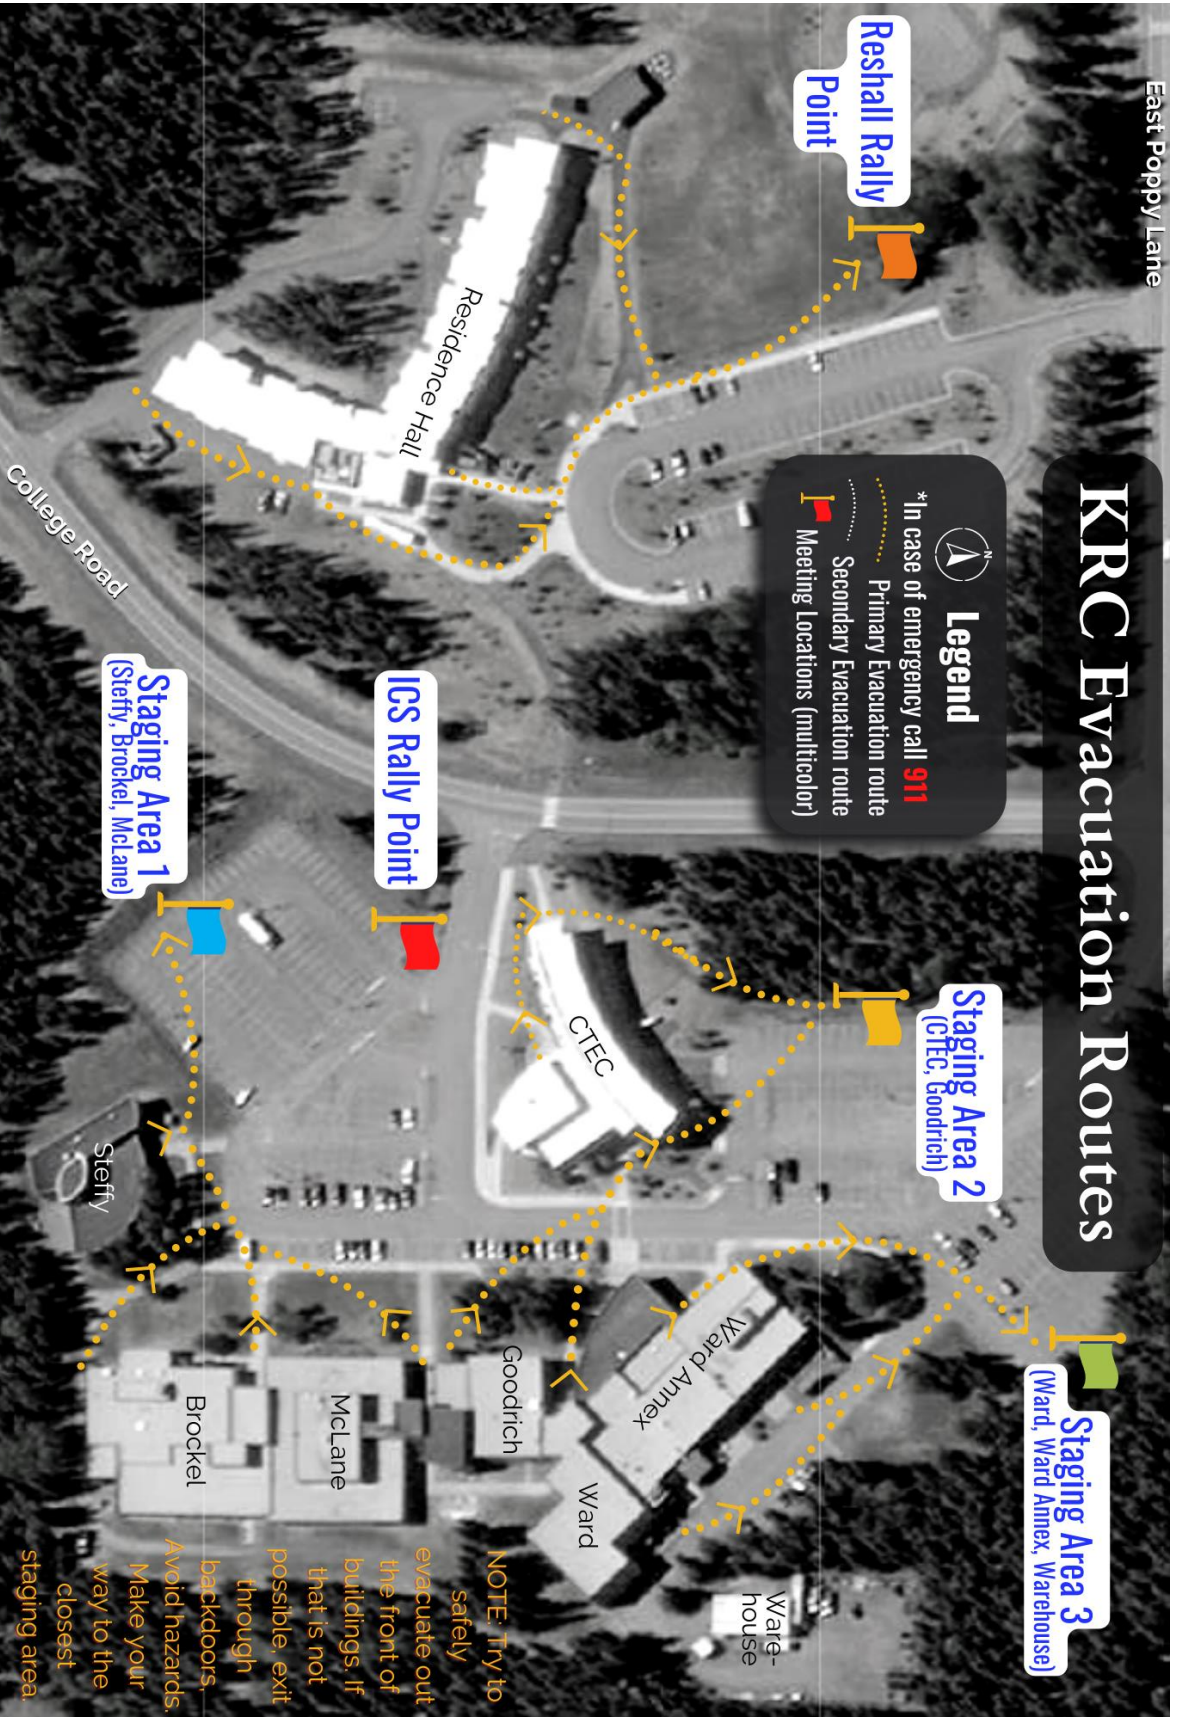 KRC Evacuation Routes
East Poppy Lane
Reshall Rally
Point
Legend
N
*In case of emergency call 911
Primary Evacuation route
Secondary Evacuation route
Meeting Locations (multicolor)
Staging Area 2
(CTEC, Goodrich)
Staging Area 3
(Ward, Ward Annex, Warehouse)
Residence Hall
College Road
ICS Rally Point
Staging Area 1
(Steffy, Brockel, McLane)
CTEC
Steffy
Ward Annex
Goodrich
McLane
Brockel
Ward
Ware-
house
NOTE: Try to
safely
evacuate out
the front of
buildings. If
that is not
possible, exit
through
backdoors,
Avoid hazards.
Make your
way to the
closest
staging area.